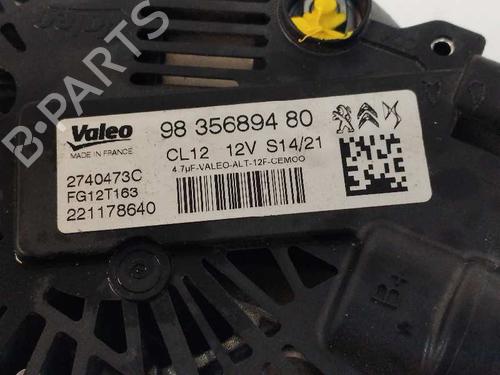 B-PARTS
Valeo
MADE IN FRANCE
98 356894 80
CL12 12V S14/21
4.7µF-VALEO-ALT-12F-CEMOO
2740473C
FG12T163
221178640
B+